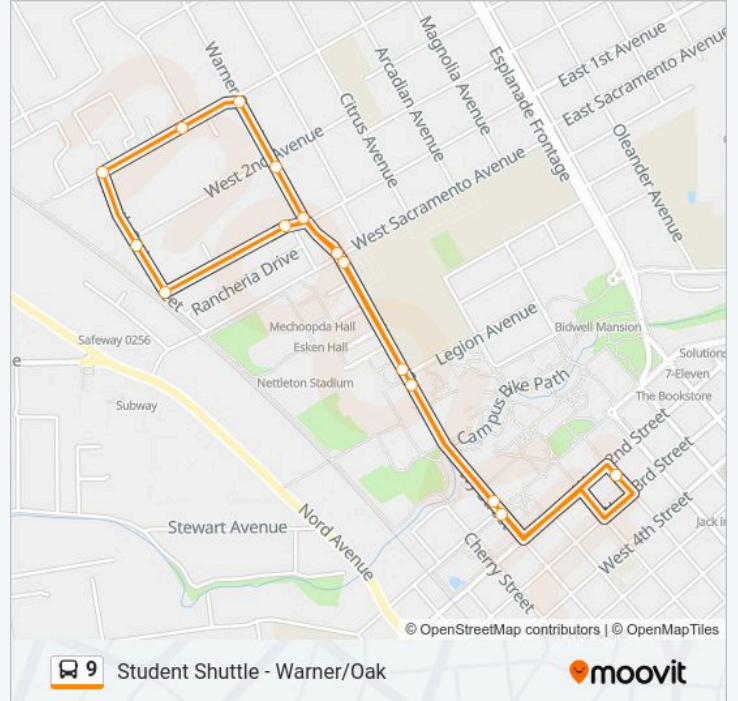 Warner
Magnolia Avenue
Arcadian Avenue
Citrus Avenue
Esplanade Frontage
East 1st Avenue
East Sacramento Avenue
Oleander Avenue
West 2nd Avenue
West Sacramento Avenue
Rancheria Drive
Mechoopda Hall
Esken Hall
Nettleton Stadium
Legion Avenue
Bidwell Mansion
Safeway 0256
Subway
Solutions
7-Eleven
The Bookstore
Campus Bike Path
2nd Street
3rd Street
West 4th Street
Jack i
Stewart Avenue
Nord Avenue
Cherry Street
© OpenStreetMap contributors | © OpenMapTiles
9 Student Shuttle - Warner/Oak
moovit